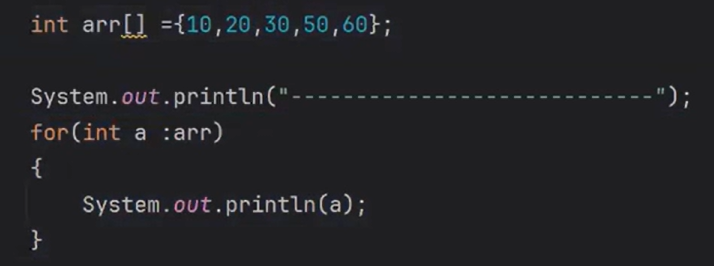 int arr[] ={10,20,30,50,60};
System.out.println("----------------------------");
for(int a :arr)
{
System.out.println(a);
}